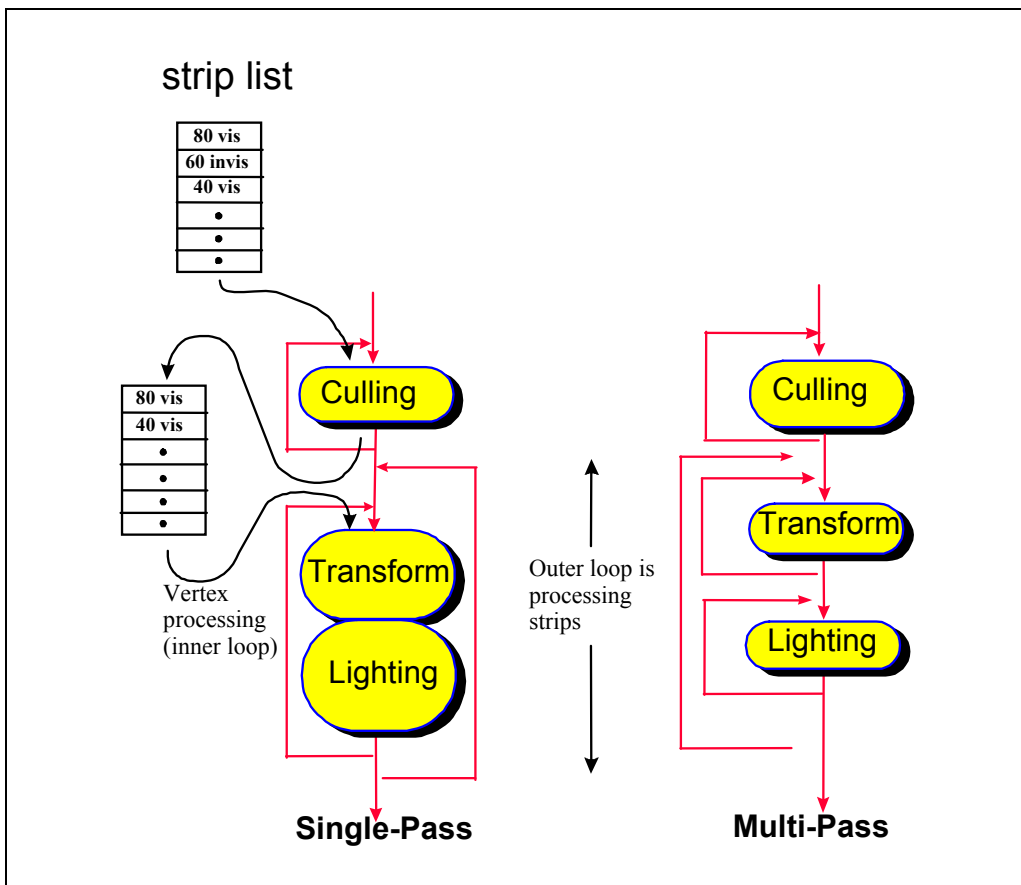 strip list
80 vis
60 invis
40 vis
80 vis
40 vis
Culling
Transform
Lighting
Vertex
processing
(inner loop)
Single-Pass
Outer loop is
processing
strips
Culling
Transform
Lighting
Multi-Pass